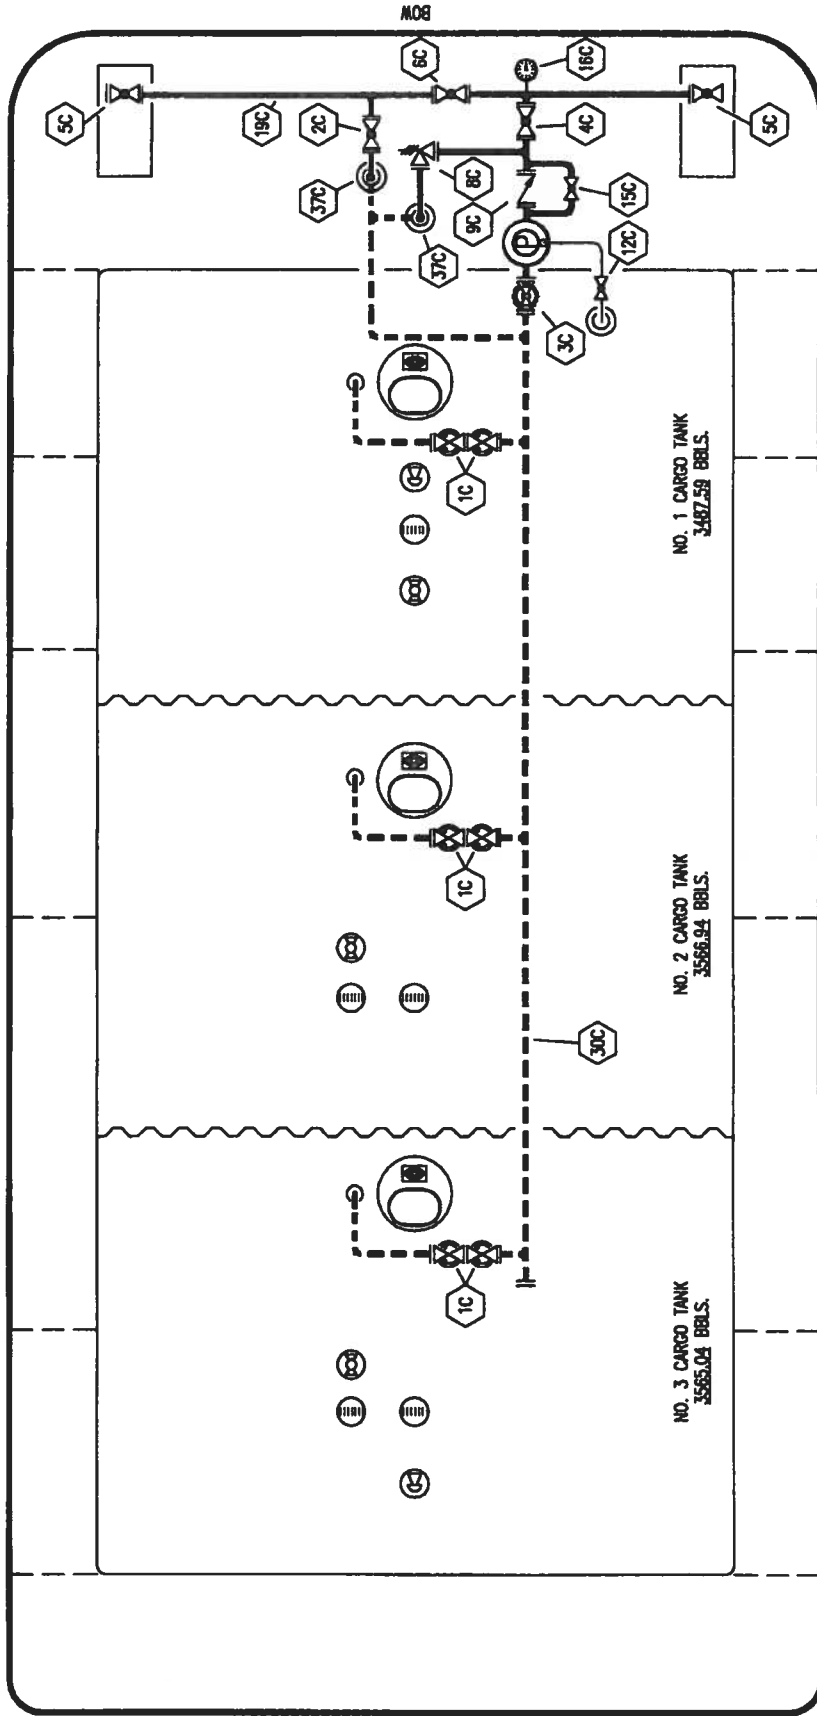 BOW
5C
19C
2C
6C
16C
4C
5C
37C
8C
9C
15C
37C
P
12C
3C
1C
NO. 1 CARGO TANK
3487.59 BBLS.
1C
NO. 2 CARGO TANK
3566.94 BBLS.
30C
1C
NO. 3 CARGO TANK
3565.04 BBLS.